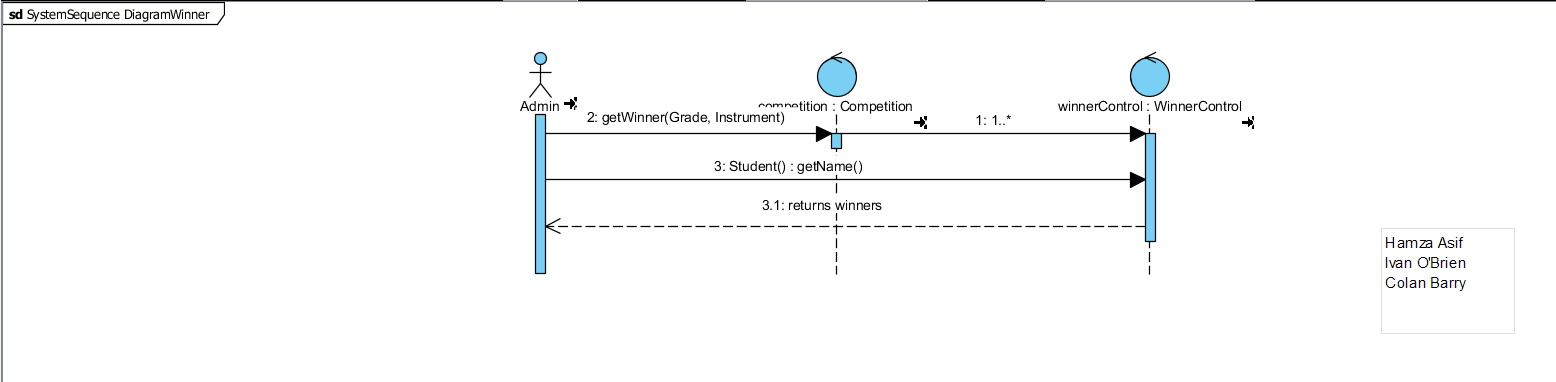 sd SystemSequence DiagramWinner
Admin
competition : Competition
winnerControl : WinnerControl
2: getWinner(Grade, Instrument)
1: 1..*
3: Student() : getName()
3.1: returns winners
Hamza Asif
Ivan O'Brien
Colan Barry